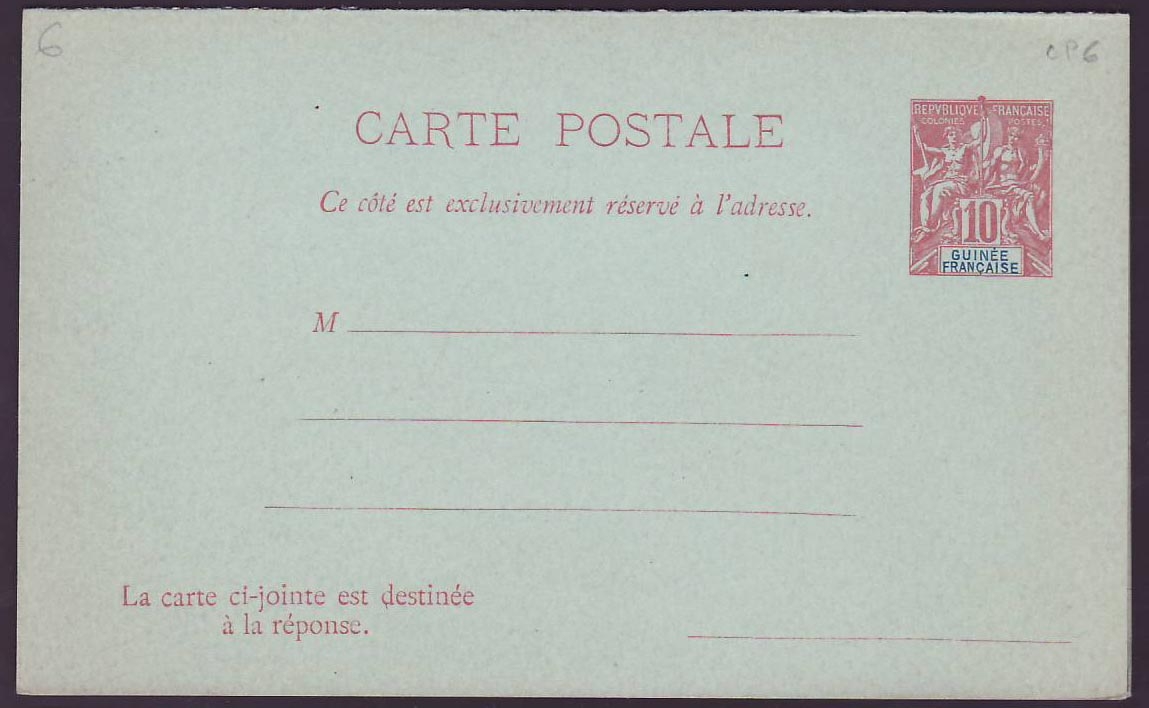 6
CP6
CARTE POSTALE
REPVBLIQVE FRANÇAISE
COLONIES POSTES
Ce côté est exclusivement réservé à l'adresse.
10
GUINÉE
FRANÇAISE
M
La carte ci-jointe est destinée
à la réponse.